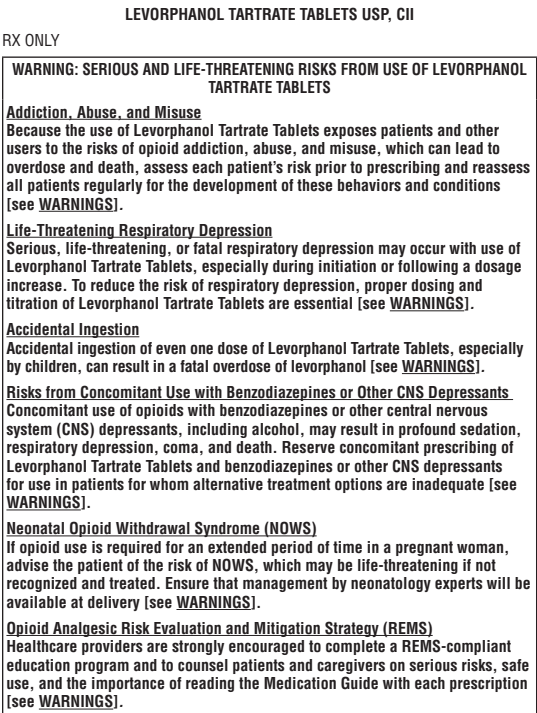 LEVORPHANOL TARTRATE TABLETS USP, CII
RX ONLY
WARNING: SERIOUS AND LIFE-THREATENING RISKS FROM USE OF LEVORPHANOL
TARTRATE TABLETS
Addiction, Abuse, and Misuse
Because the use of Levorphanol Tartrate Tablets exposes patients and other
users to the risks of opioid addiction, abuse, and misuse, which can lead to
overdose and death, assess each patient's risk prior to prescribing and reassess
all patients regularly for the development of these behaviors and conditions
[see WARNINGS].
Life-Threatening Respiratory Depression
Serious, life-threatening, or fatal respiratory depression may occur with use of
Levorphanol Tartrate Tablets, especially during initiation or following a dosage
increase. To reduce the risk of respiratory depression, proper dosing and
titration of Levorphanol Tartrate Tablets are essential [see WARNINGS].
Accidental Ingestion
Accidental ingestion of even one dose of Levorphanol Tartrate Tablets, especially
by children, can result in a fatal overdose of levorphanol [see WARNINGS].
Risks from Concomitant Use with Benzodiazepines or Other CNS Depressants
Concomitant use of opioids with benzodiazepines or other central nervous
system (CNS) depressants, including alcohol, may result in profound sedation,
respiratory depression, coma, and death. Reserve concomitant prescribing of
Levorphanol Tartrate Tablets and benzodiazepines or other CNS depressants
for use in patients for whom alternative treatment options are inadequate [see
WARNINGS].
Neonatal Opioid Withdrawal Syndrome (NOWS)
If opioid use is required for an extended period of time in a pregnant woman,
advise the patient of the risk of NOWS, which may be life-threatening if not
recognized and treated. Ensure that management by neonatology experts will be
available at delivery [see WARNINGS].
Opioid Analgesic Risk Evaluation and Mitigation Strategy (REMS)
Healthcare providers are strongly encouraged to complete a REMS-compliant
education program and to counsel patients and caregivers on serious risks, safe
use, and the importance of reading the Medication Guide with each prescription
[see WARNINGS].